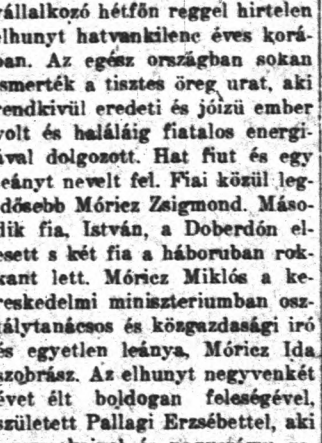 vállalkozó hétfőn reggel hirtelen
elhunyt hatvankilenc éves korá-
ban. Az egész országban sokan
ismerték a tisztes öreg urat, aki
rendkivül eredeti és jóizü ember
volt és haláláig fiatalos energi-
ával dolgozott. Hat fiut és egy
leányt nevelt fel. Fiai közül leg-
idősebb Móricz Zsigmond. Máso-
dik fia, István, a Doberdón el-
esett s két fia a háboruban rok-
kant lett. Móricz Miklós a ke-
reskedelmi miniszteriumban osz-
tálytanácsos és közgazdasági iró
és egyetlen leánya, Móricz Ida
szobrász. Az elhunyt negyvenkét
évet élt boldogan feleségével,
született Pallagi Erzsébettel, aki